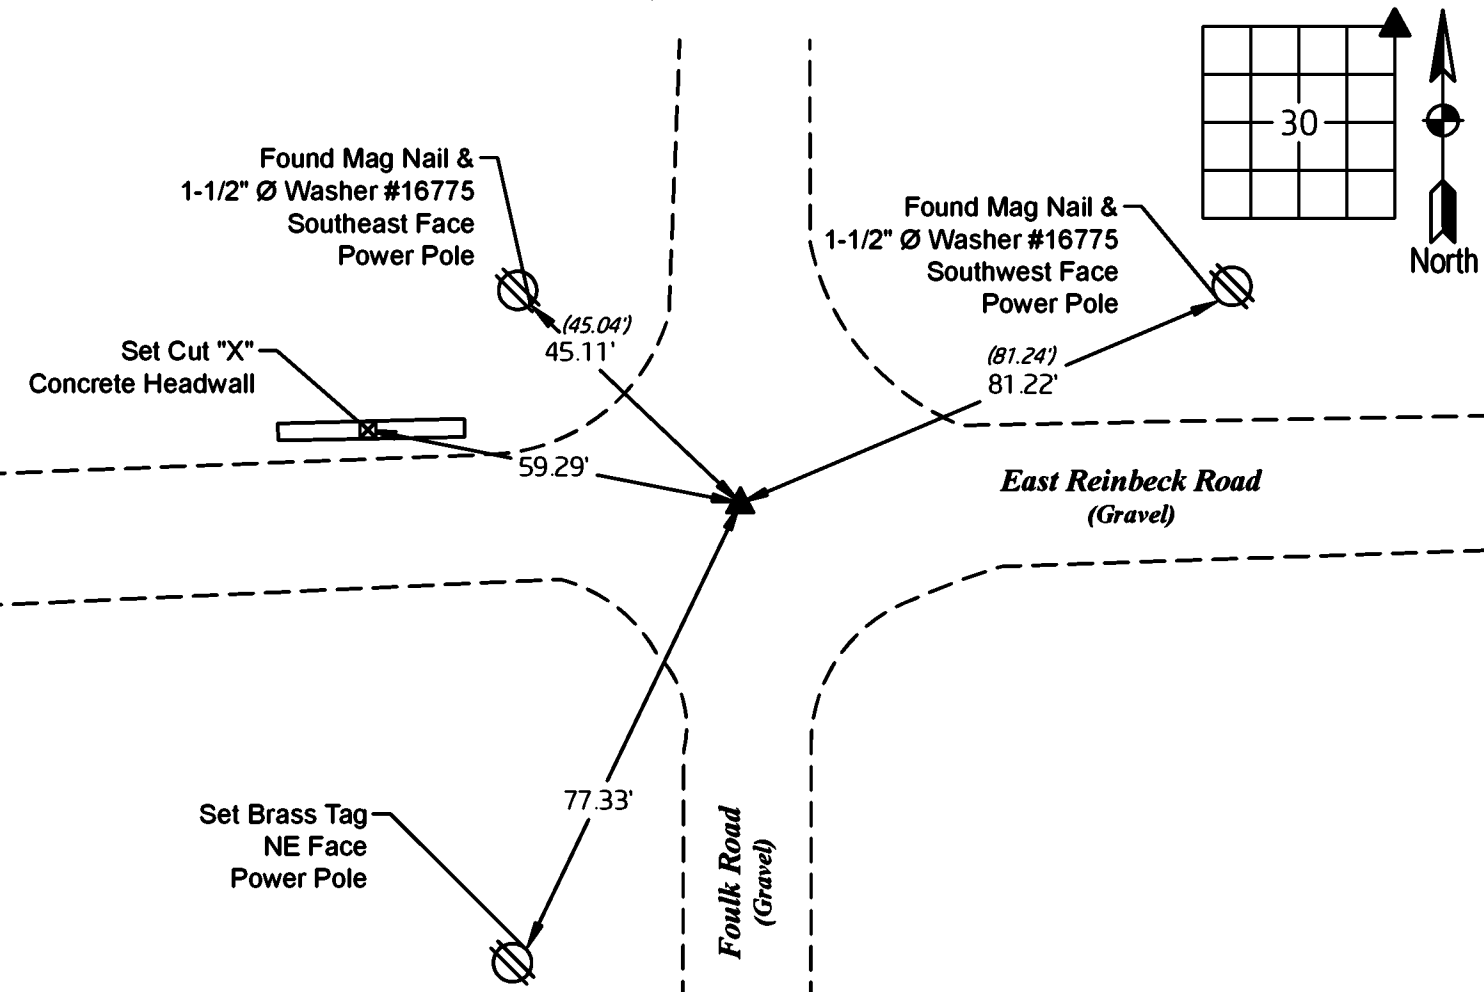 30
North
Found Mag Nail &
1-1/2" Ø Washer #16775
Southeast Face
Power Pole
Found Mag Nail &
1-1/2" Ø Washer #16775
Southwest Face
Power Pole
(45.04')
45.11'
Set Cut "X"
Concrete Headwall
(81.24')
81.22'
59.29'
East Reinbeck Road
(Gravel)
77.33'
Set Brass Tag
NE Face
Power Pole
Foulk Road
(Gravel)